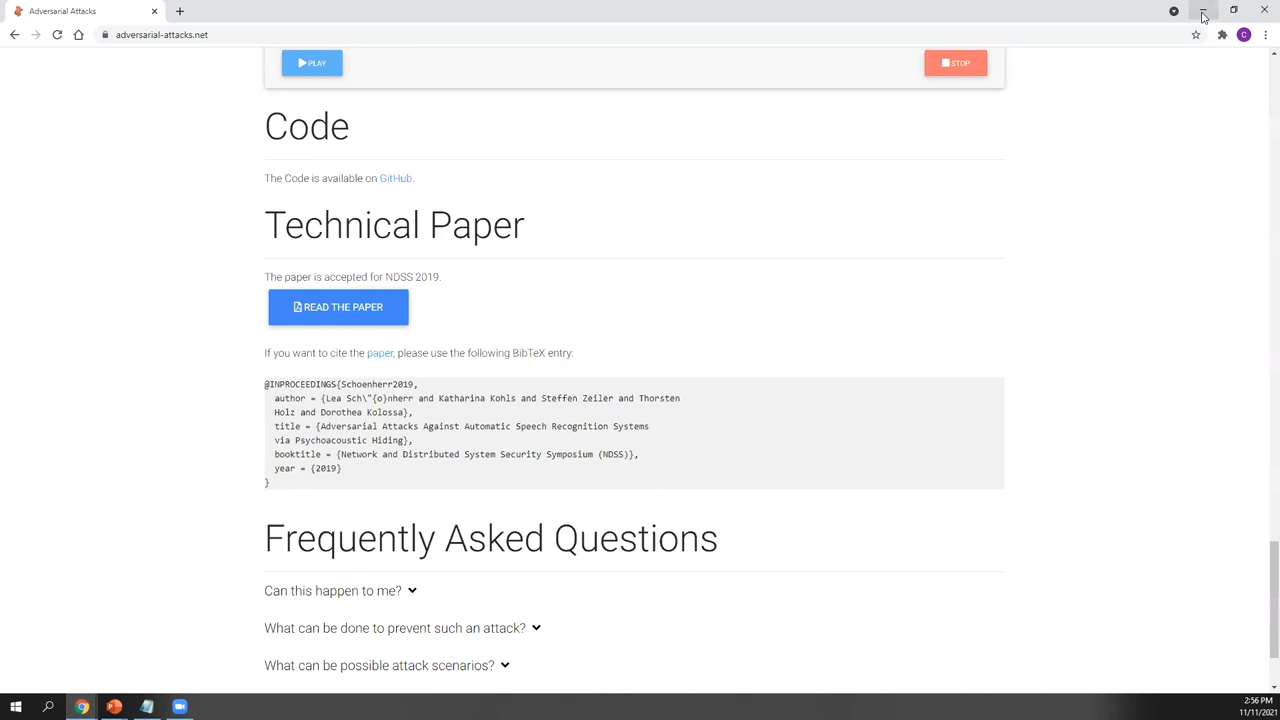 Adversarial Attacks
adversarial-attacks.net
C
PLAY
STOP
Code
The Code is available on GitHub.
Technical Paper
The paper is accepted for NDSS 2019.
READ THE PAPER
If you want to cite the paper, please use the following BibTeX entry:
@INPROCEEDINGS{Schoenherr2019,
author = {Lea Sch\"{o}nherr and Katharina Kohls and Steffen Zeiler and Thorsten
Holz and Dorothea Kolossa},
title = {Adversarial Attacks Against Automatic Speech Recognition Systems
via Psychoacoustic Hiding},
booktitle = {Network and Distributed System Security Symposium (NDSS)},
year = {2019}
}
Frequently Asked Questions
Can this happen to me?
What can be done to prevent such an attack?
What can be possible attack scenarios?
2:56 PM
11/11/2021